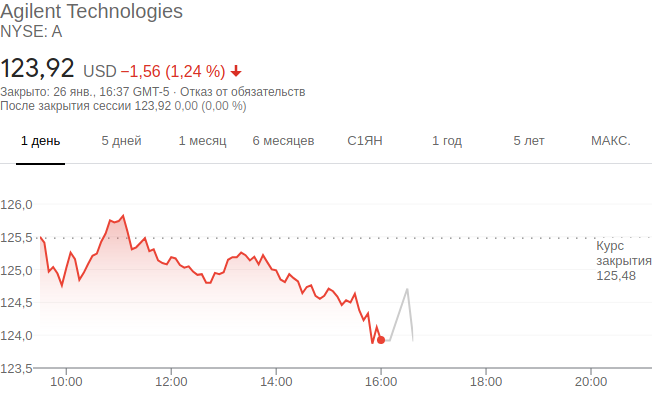 Agilent Technologies
NYSE: A
123,92 USD −1,56 (1,24 %)
Закрыто: 26 янв., 16:37 GMT-5 · Отказ от обязательств
После закрытия сессии 123,92 0,00 (0,00 %)
1 день 5 дней 1 месяц 6 месяцев С1ЯН 1 год 5 лет МАКС.
126,0
125,5
Курс
закрытия
125,48
125,0
124,5
124,0
123,5
10:00 12:00 14:00 16:00 18:00 20:00